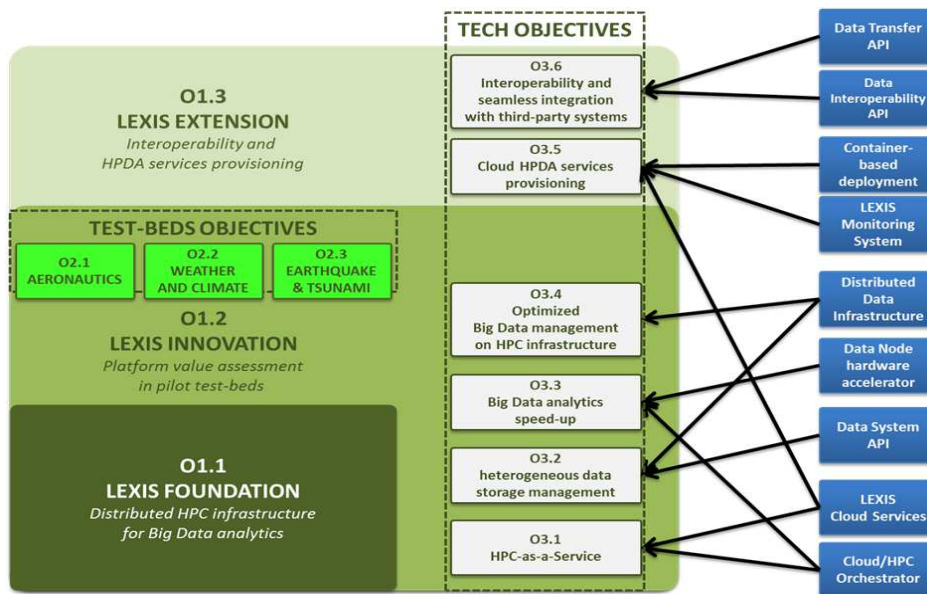 O1.3
LEXIS EXTENSION
Interoperability and
HPDA services provisioning
TEST-BEDS OBJECTIVES
O2.1
AERONAUTICS
O2.2
WEATHER
AND CLIMATE
O2.3
EARTHQUAKE
& TSUNAMI
O1.2
LEXIS INNOVATION
Platform value assessment
in pilot test-beds
O1.1
LEXIS FOUNDATION
Distributed HPC infrastructure
for Big Data analytics
TECH OBJECTIVES
O3.6
Interoperability and
seamless integration
with third-party systems
O3.5
Cloud HPDA services
provisioning
O3.4
Optimized
Big Data management
on HPC infrastructure
O3.3
Big Data analytics
speed-up
O3.2
heterogeneous data
storage management
O3.1
HPC-as-a-Service
Data Transfer
API
Data
Interoperability
API
Container-
based
deployment
LEXIS
Monitoring
System
Distributed
Data
Infrastructure
Data Node
hardware
accelerator
Data System
API
LEXIS
Cloud Services
Cloud/HPC
Orchestrator